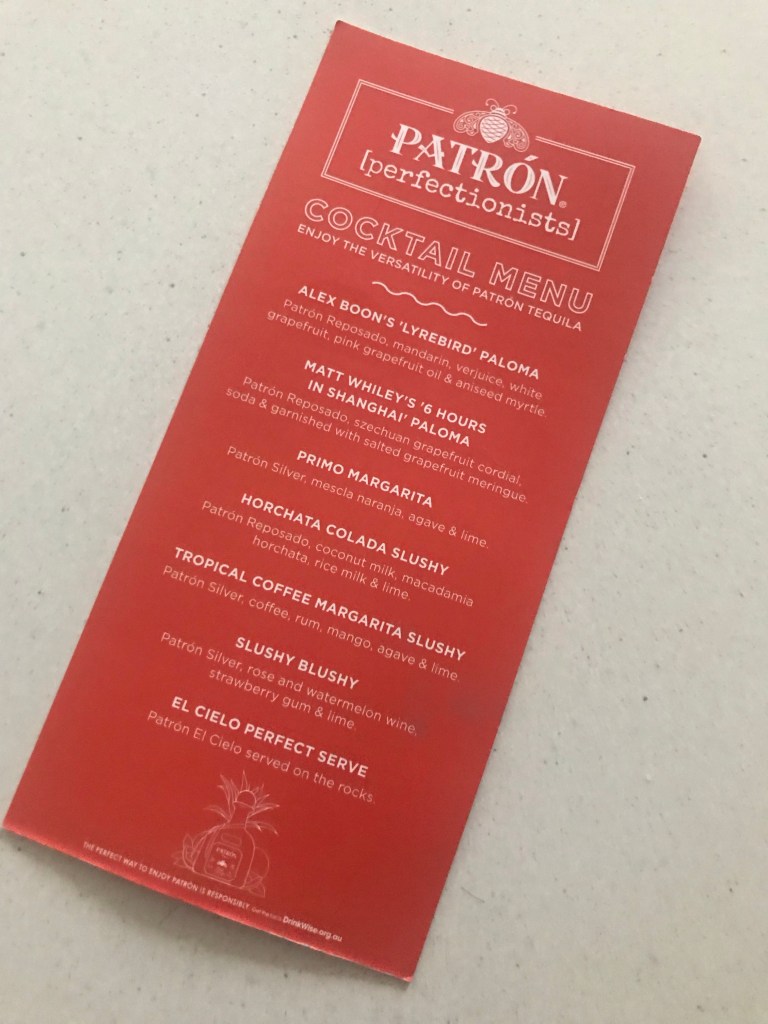 PATRÓN®
[perfectionists]
COCKTAIL MENU
ENJOY THE VERSATILITY OF PATRÓN TEQUILA
ALEX BOON'S 'LYREBIRD' PALOMA
Patrón Reposado, mandarin, verjuice, white
grapefruit, pink grapefruit oil & aniseed myrtle.
MATT WHILEY'S '6 HOURS
IN SHANGHAI' PALOMA
Patrón Reposado, szechuan grapefruit cordial,
soda & garnished with salted grapefruit meringue.
PRIMO MARGARITA
Patrón Silver, mescla naranja, agave & lime.
HORCHATA COLADA SLUSHY
Patrón Reposado, coconut milk, macadamia
horchata, rice milk & lime.
TROPICAL COFFEE MARGARITA SLUSHY
Patrón Silver, coffee, rum, mango, agave & lime.
SLUSHY BLUSHY
Patrón Silver, rose and watermelon wine,
strawberry gum & lime.
EL CIELO PERFECT SERVE
Patrón El Cielo served on the rocks.
PATRÓN
THE PERFECT WAY TO ENJOY PATRÓN IS RESPONSIBLY. Get the facts DrinkWise.org.au